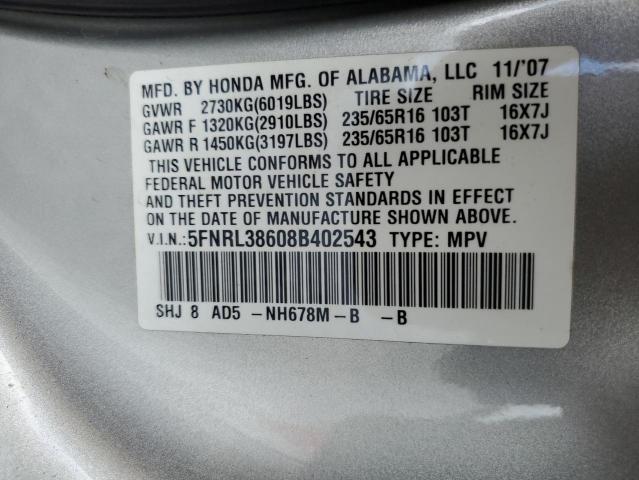 MFD. BY HONDA MFG. OF ALABAMA, LLC 11/'07
GVWR 2730KG(6019LBS) TIRE SIZE RIM SIZE
GAWR F 1320KG(2910LBS) 235/65R16 103T 16X7J
GAWR R 1450KG(3197LBS) 235/65R16 103T 16X7J
THIS VEHICLE CONFORMS TO ALL APPLICABLE
FEDERAL MOTOR VEHICLE SAFETY
AND THEFT PREVENTION STANDARDS IN EFFECT
ON THE DATE OF MANUFACTURE SHOWN ABOVE.
V.I.N.:5FNRL38608B402543 TYPE: MPV
SHJ 8 AD5 -NH678M-B -B